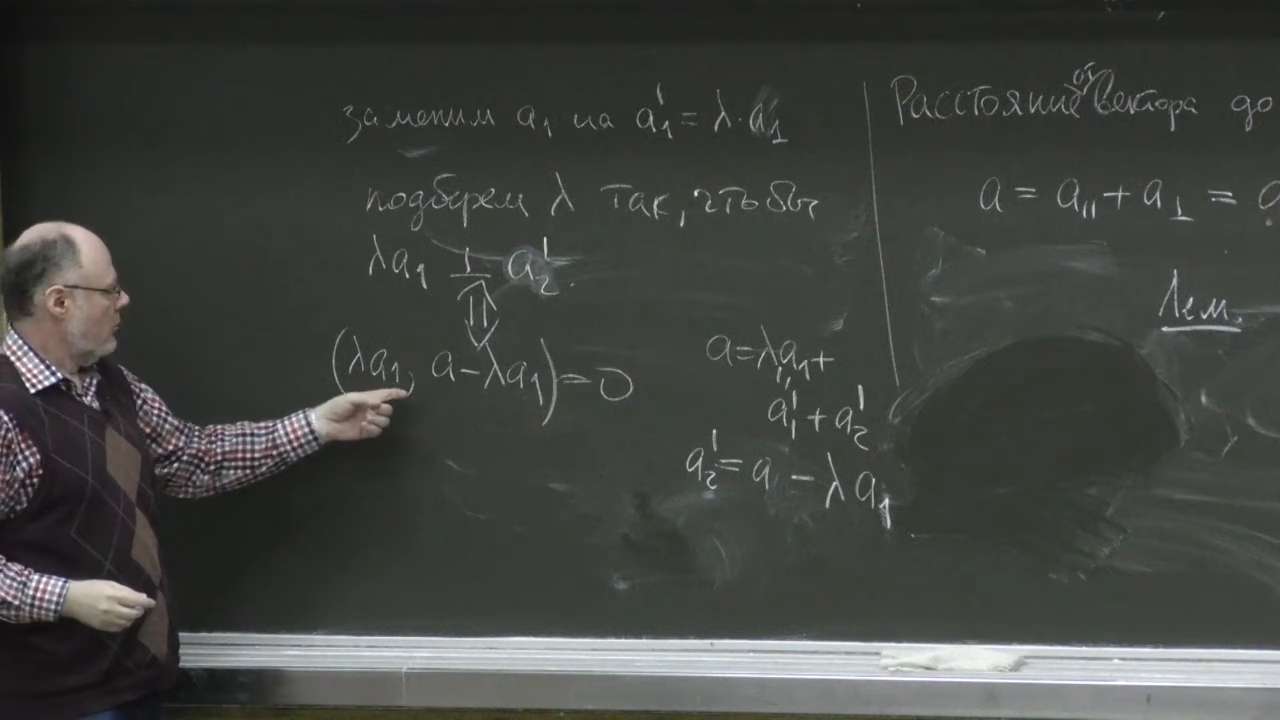 заменим a₁ на a₁' = λ·a₁'
подберем λ так, чтобы
λa₁ ⊥ a₂'.
⇕
(λa₁, a-λa₁)=0
a=λa₁+
a₁'+a₂'
a₂'=a - λa₁
Расстояние от вектора до
a = a∥ + a⊥ =
Лем.